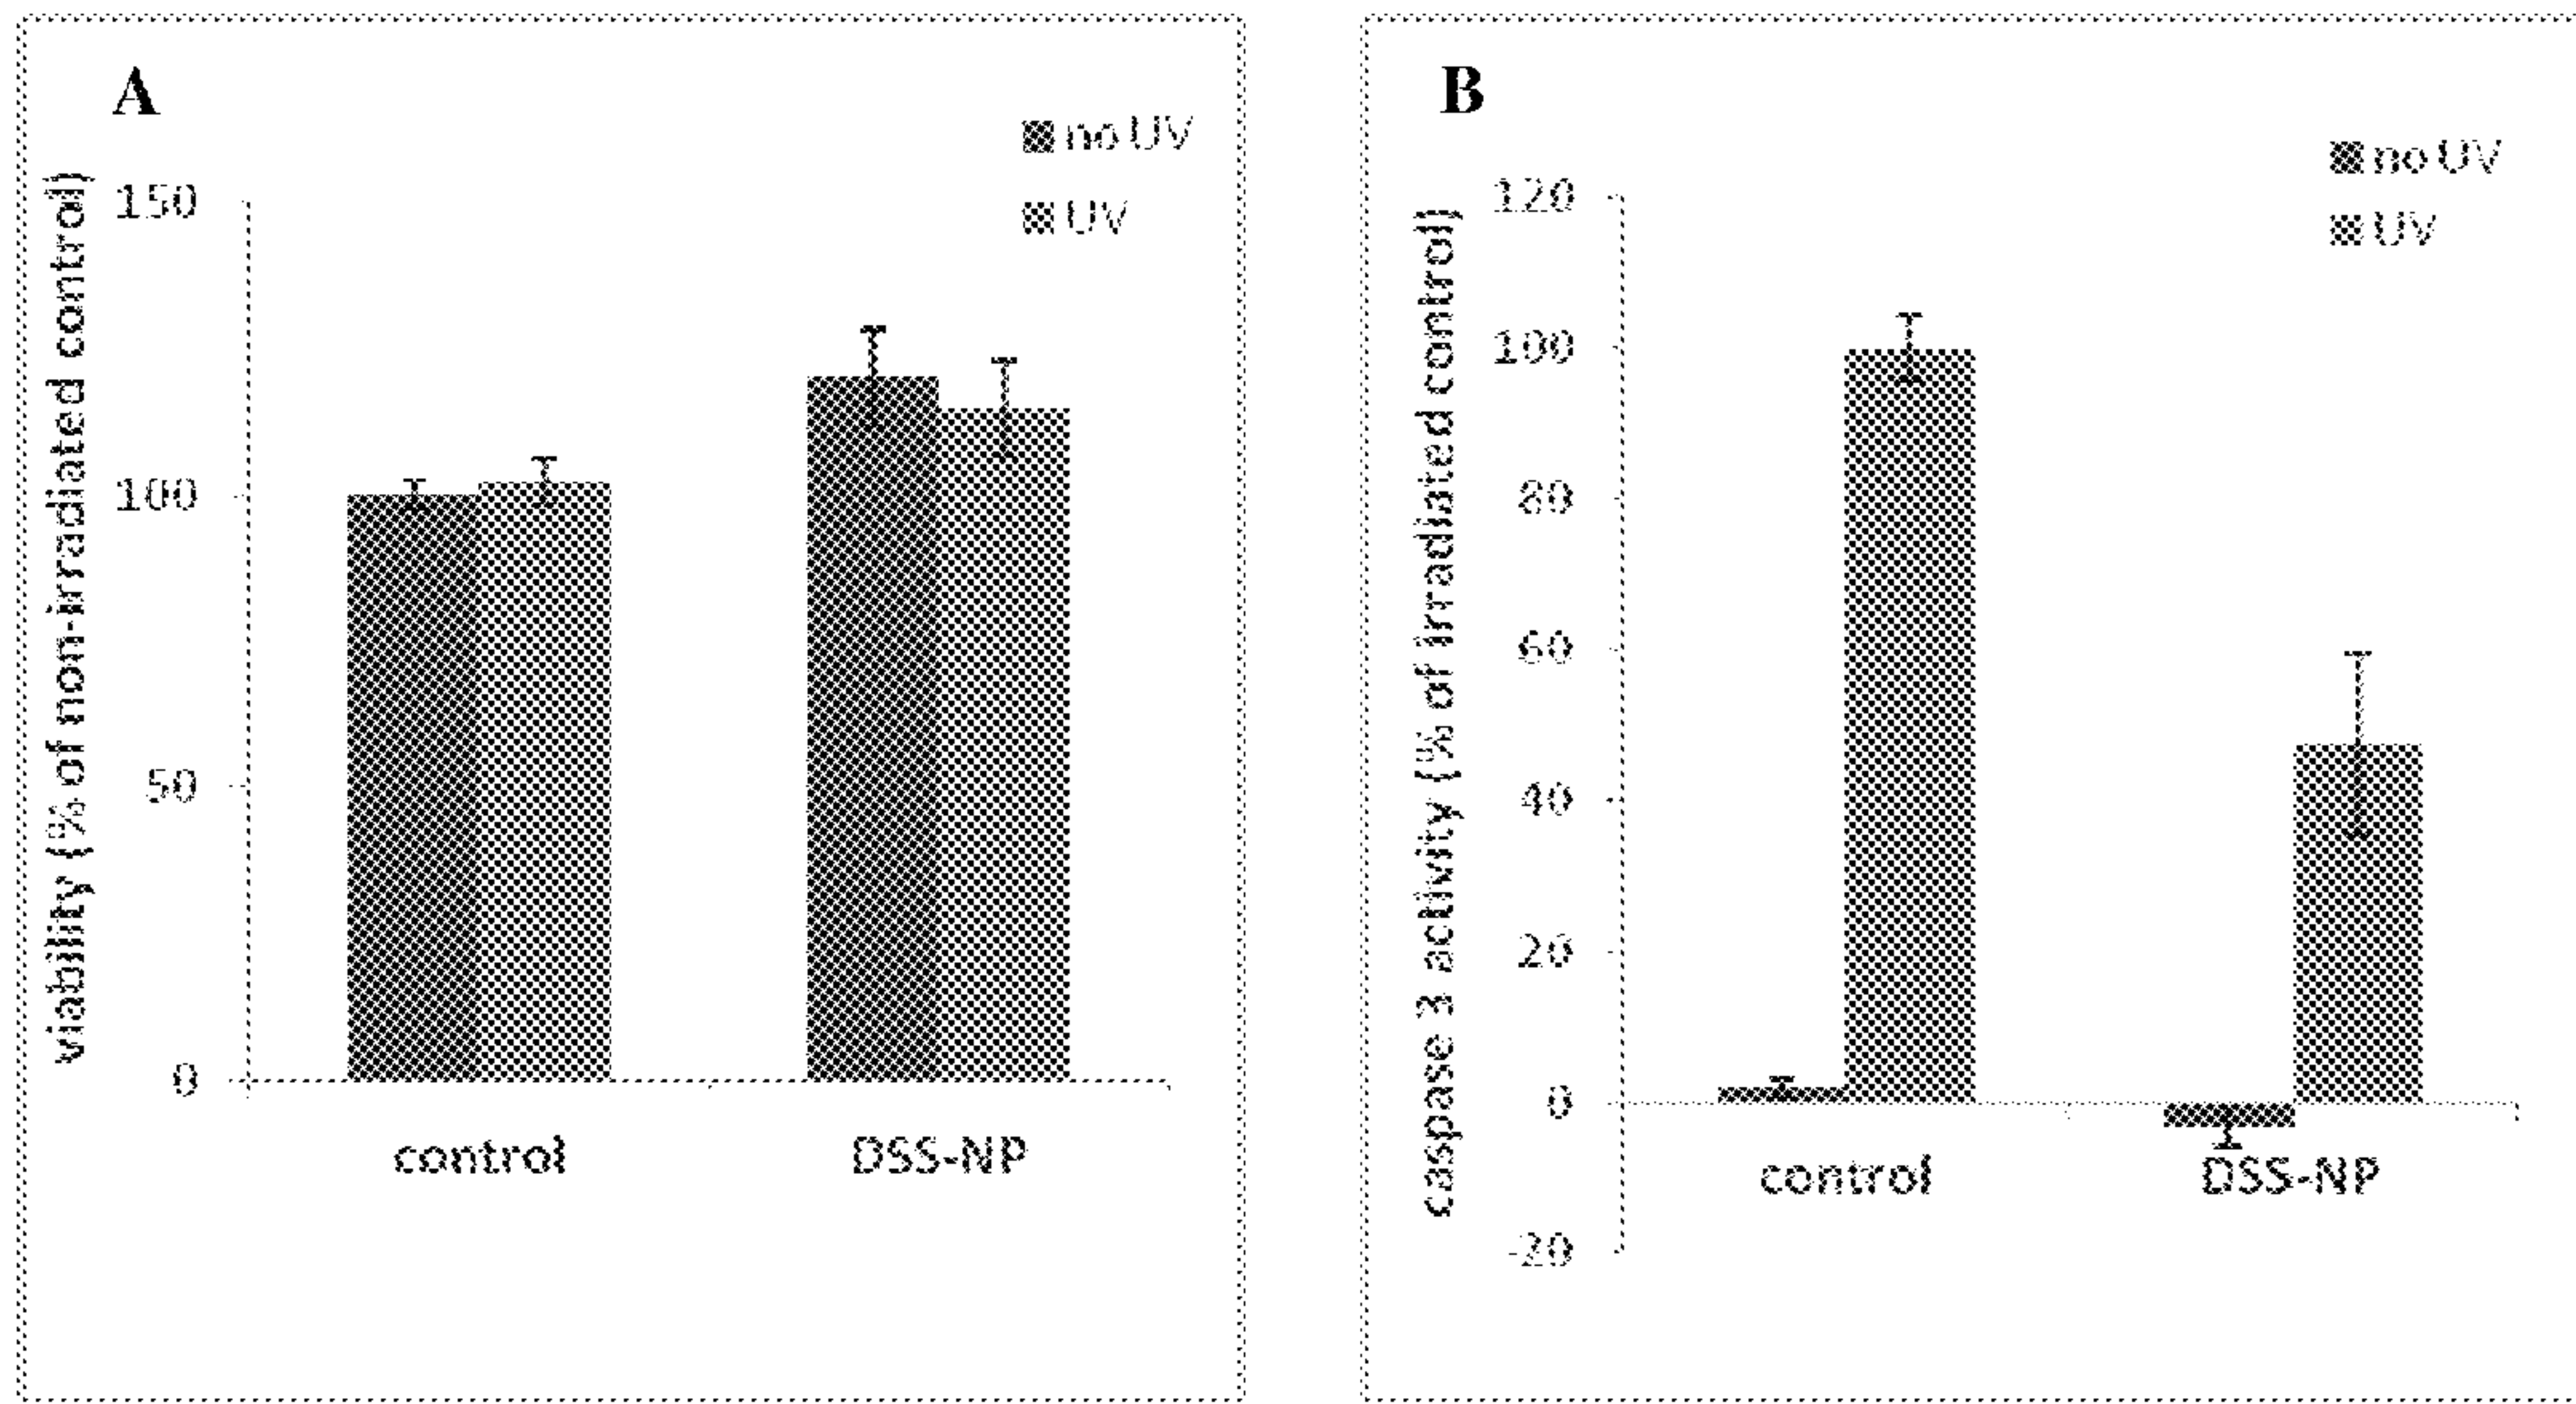 A
no UV
UV
viability (% of non-irradiated control)
150
100
50
0
control DSS-NP
B
no UV
UV
caspase 3 activity (% of irradiated control)
120
100
80
60
40
20
0
-20
control DSS-NP